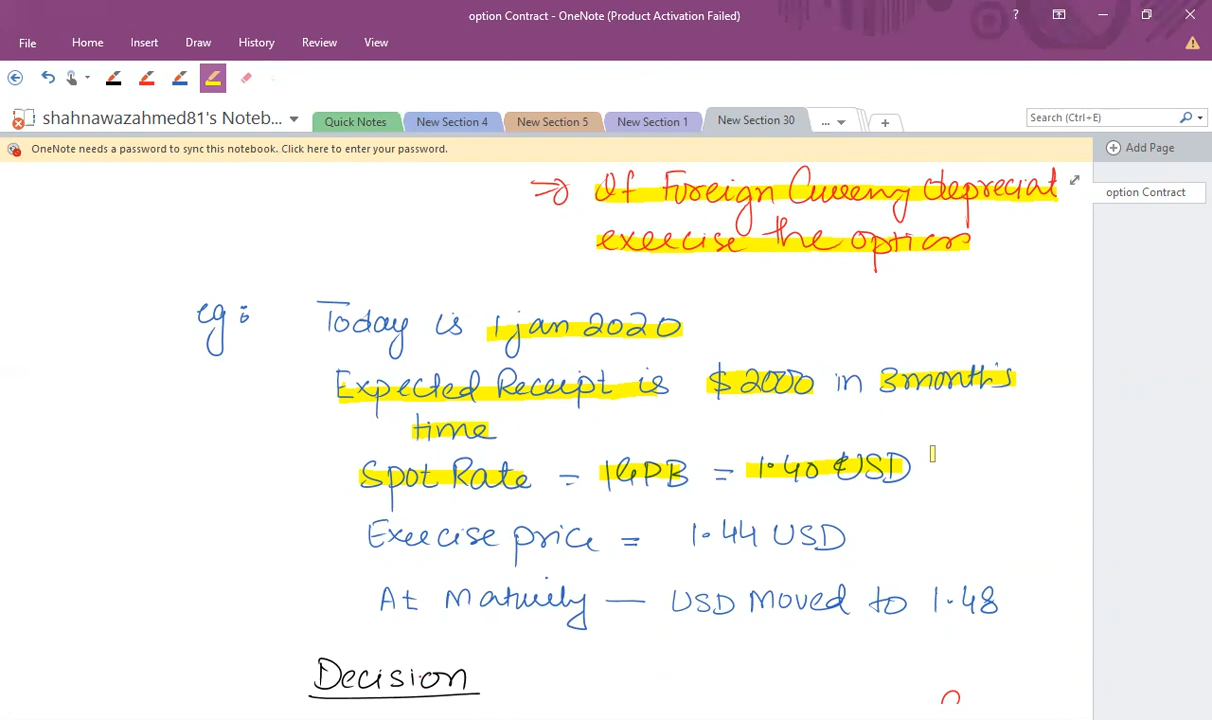 option Contract - OneNote (Product Activation Failed)
?
File Home Insert Draw History Review View
shahnawazahmed81's Noteb... Quick Notes New Section 4 New Section 5 New Section 1 New Section 30 ... + Search (Ctrl+E)
OneNote needs a password to sync this notebook. Click here to enter your password.
Add Page
option Contract
⇒ If Foreign Currency depreciat
exercise the option
eg: Today is 1 jan 2020
Expected Receipt is $2000 in 3 month's
time
Spot Rate = 1GPB = 1.40 USD
Exercise price = 1.44 USD
At Maturity — USD Moved to 1.48
Decision